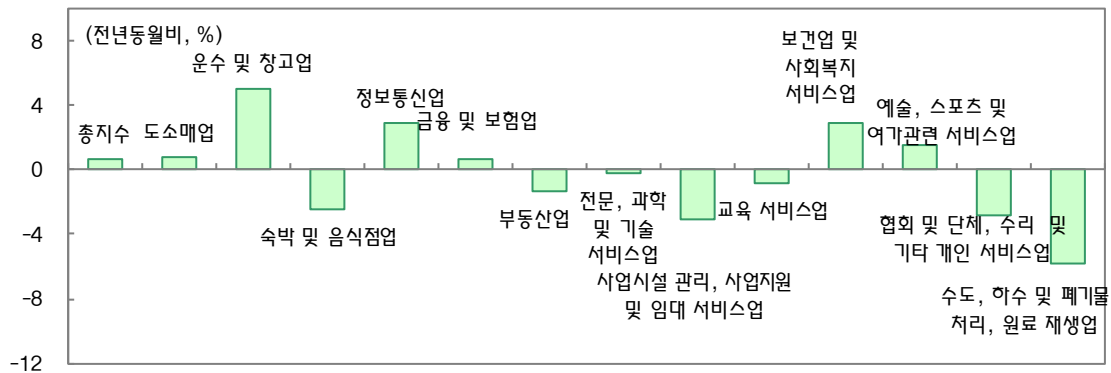 (전년동월비, %)
8
4
0
-4
-8
-12
총지수
도소매업
운수 및 창고업
숙박 및 음식점업
정보통신업
금융 및 보험업
부동산업
전문, 과학
및 기술
서비스업
사업시설 관리, 사업지원
및 임대 서비스업
교육 서비스업
보건업 및
사회복지
서비스업
예술, 스포츠 및
여가관련 서비스업
협회 및 단체, 수리 및
기타 개인 서비스업
수도, 하수 및 폐기물
처리, 원료 재생업